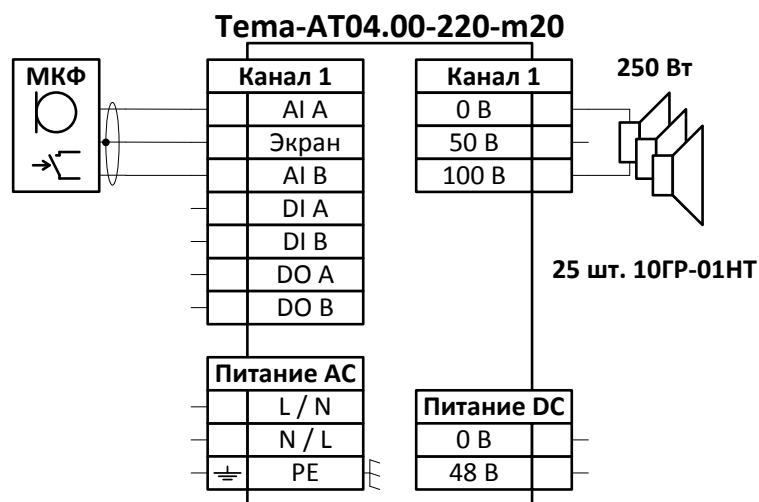 Tema-AT04.00-220-m20
МКФ
Канал 1
AI A
Экран
AI B
DI A
DI B
DO A
DO B
Канал 1
0 В
50 В
100 В
250 Вт
25 шт. 10ГР-01НТ
Питание AC
L / N
N / L
PE
Питание DC
0 В
48 В